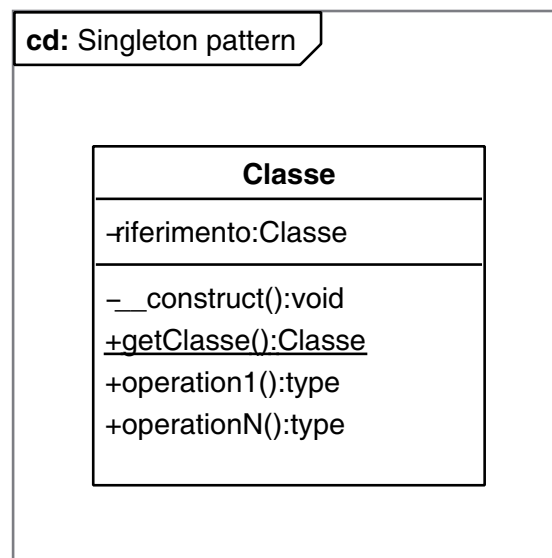 cd: Singleton pattern
Classe
-riferimento:Classe
–__construct():void
+getClasse():Classe
+operation1():type
+operationN():type